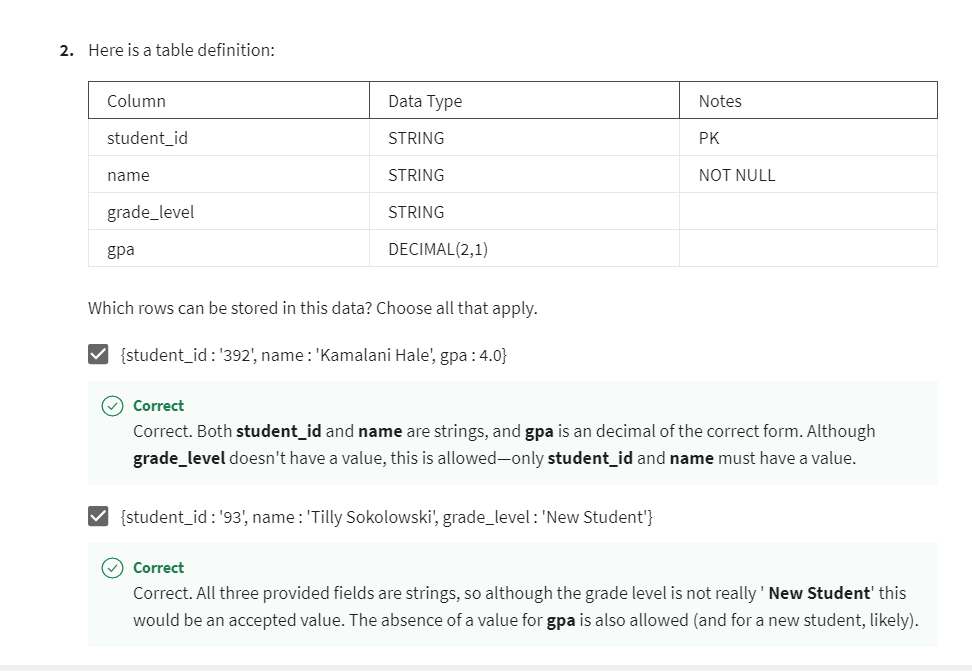 2. Here is a table definition:
Column Data Type Notes
student_id STRING PK
name STRING NOT NULL
grade_level STRING
gpa DECIMAL(2,1)
Which rows can be stored in this data? Choose all that apply.
{student_id : '392', name : 'Kamalani Hale', gpa : 4.0}
Correct
Correct. Both student_id and name are strings, and gpa is an decimal of the correct form. Although
grade_level doesn't have a value, this is allowed—only student_id and name must have a value.
{student_id : '93', name : 'Tilly Sokolowski', grade_level : 'New Student'}
Correct
Correct. All three provided fields are strings, so although the grade level is not really ' New Student' this
would be an accepted value. The absence of a value for gpa is also allowed (and for a new student, likely).